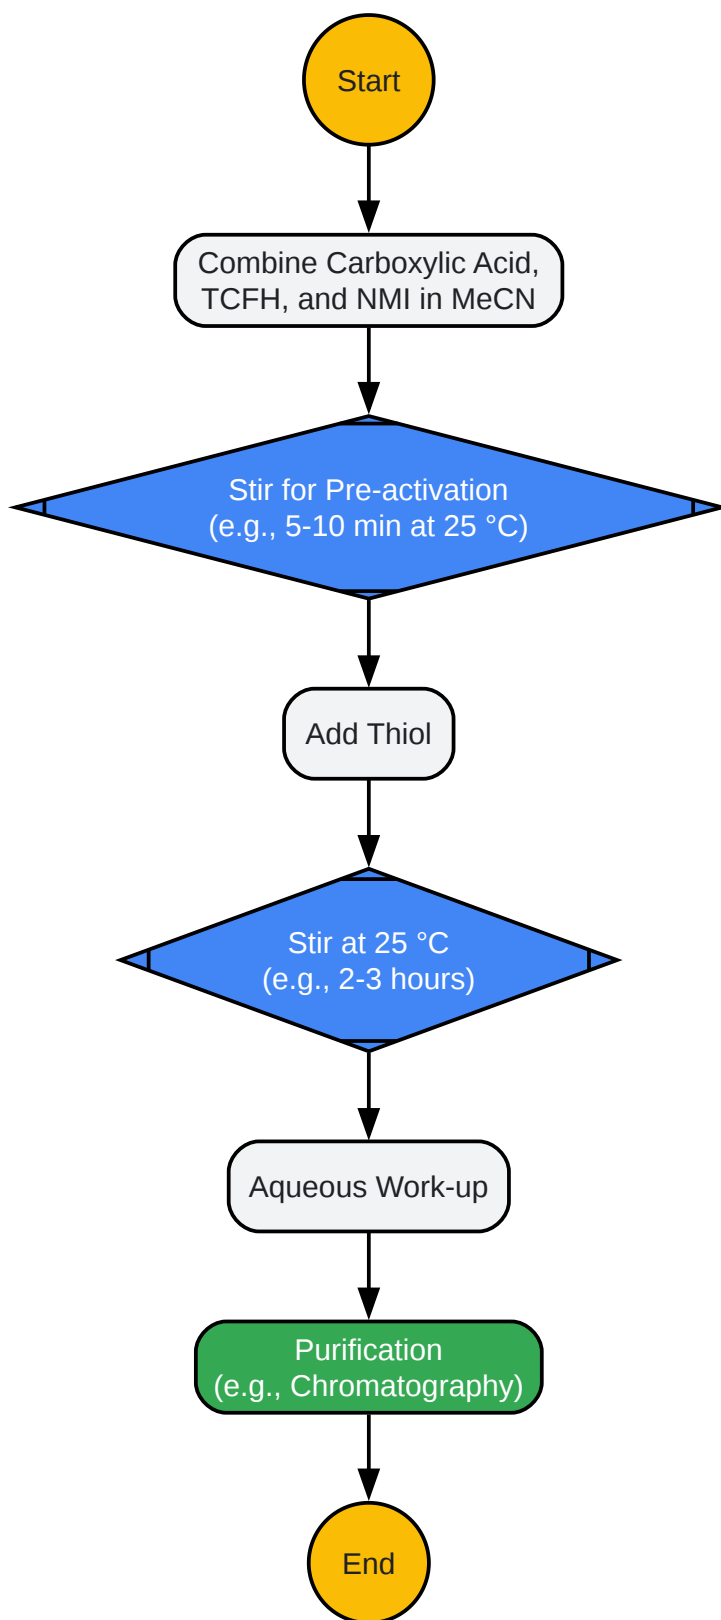 Start
Combine Carboxylic Acid,
TCFH, and NMI in MeCN
Stir for Pre-activation
(e.g., 5-10 min at 25 °C)
Add Thiol
Stir at 25 °C
(e.g., 2-3 hours)
Aqueous Work-up
Purification
(e.g., Chromatography)
End